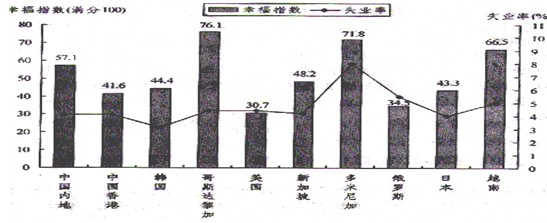 幸福指数(满分100)
幸福指数 失业率
失业率(%
80
70
60
50
40
30
20
10
0
57.1
41.6
44.4
76.1
30.7
48.2
71.8
34.5
43.3
66.5
11
10
9
8
7
6
5
4
3
2
1
0
中国内地
中国香港
韩国
哥斯达黎加
美国
新加坡
多米尼加
俄罗斯
日本
越南